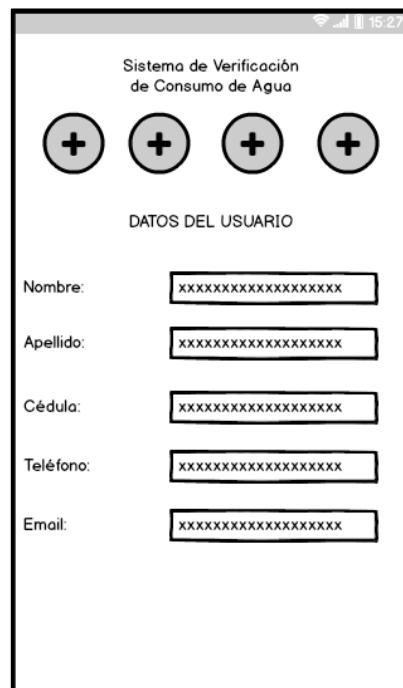 15:27
Sistema de Verificación
de Consumo de Agua
DATOS DEL USUARIO
Nombre: xxxxxxxxxxxxxxxxxxx
Apellido: xxxxxxxxxxxxxxxxxxx
Cédula: xxxxxxxxxxxxxxxxxxx
Teléfono: xxxxxxxxxxxxxxxxxxx
Email: xxxxxxxxxxxxxxxxxxx